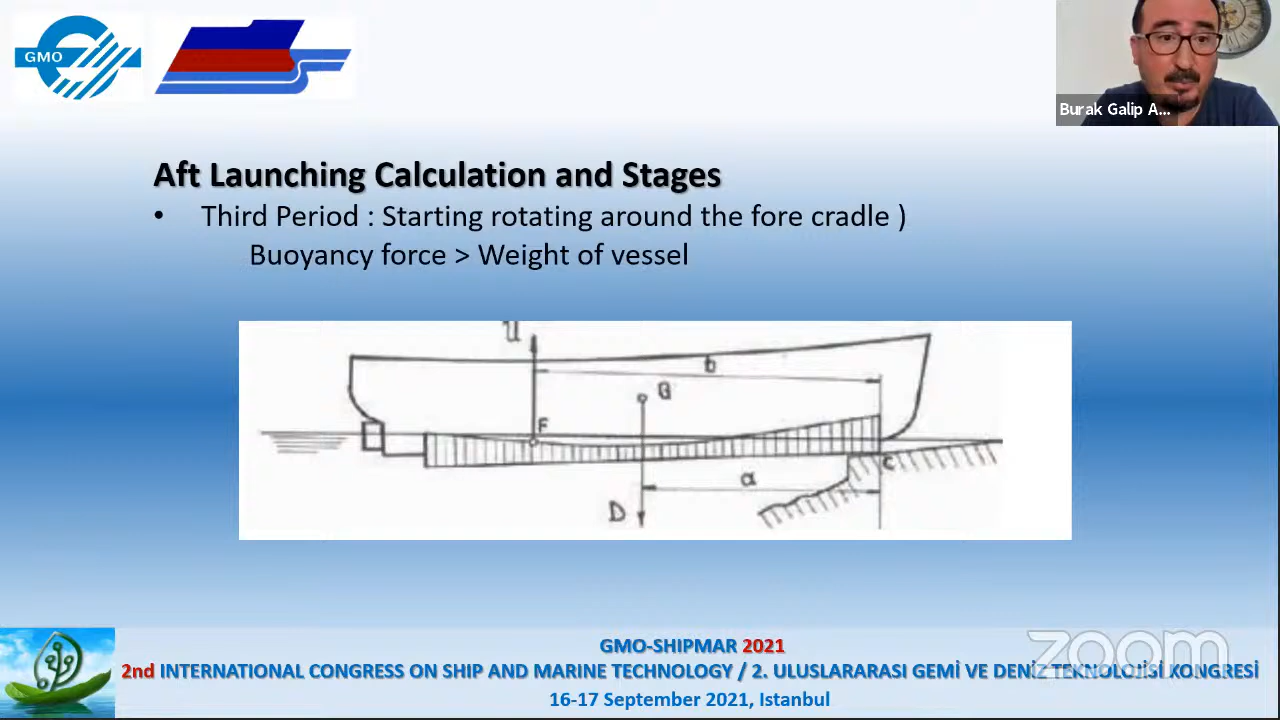 GMO
Burak Galip A...
Aft Launching Calculation and Stages
• Third Period : Starting rotating around the fore cradle )
Buoyancy force > Weight of vessel
U
b
G
F
a
C
D
GMO-SHIPMAR 2021
2nd INTERNATIONAL CONGRESS ON SHIP AND MARINE TECHNOLOGY / 2. ULUSLARARASI GEMİ VE DENİZ TEKNOLOJİSİ KONGRESİ
16-17 September 2021, Istanbul
zoom